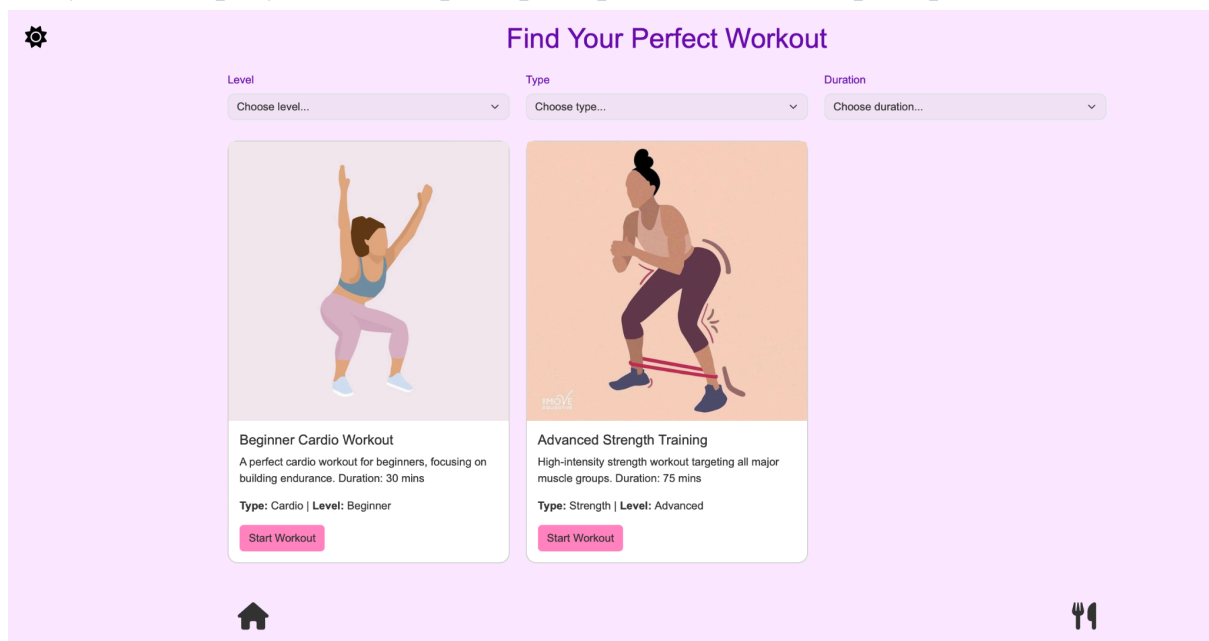 Find Your Perfect Workout
Level
Type
Duration
Choose level...
Choose type...
Choose duration...
MOVE
Beginner Cardio Workout
A perfect cardio workout for beginners, focusing on
building endurance. Duration: 30 mins
Type: Cardio | Level: Beginner
Start Workout
Advanced Strength Training
High-intensity strength workout targeting all major
muscle groups. Duration: 75 mins
Type: Strength | Level: Advanced
Start Workout